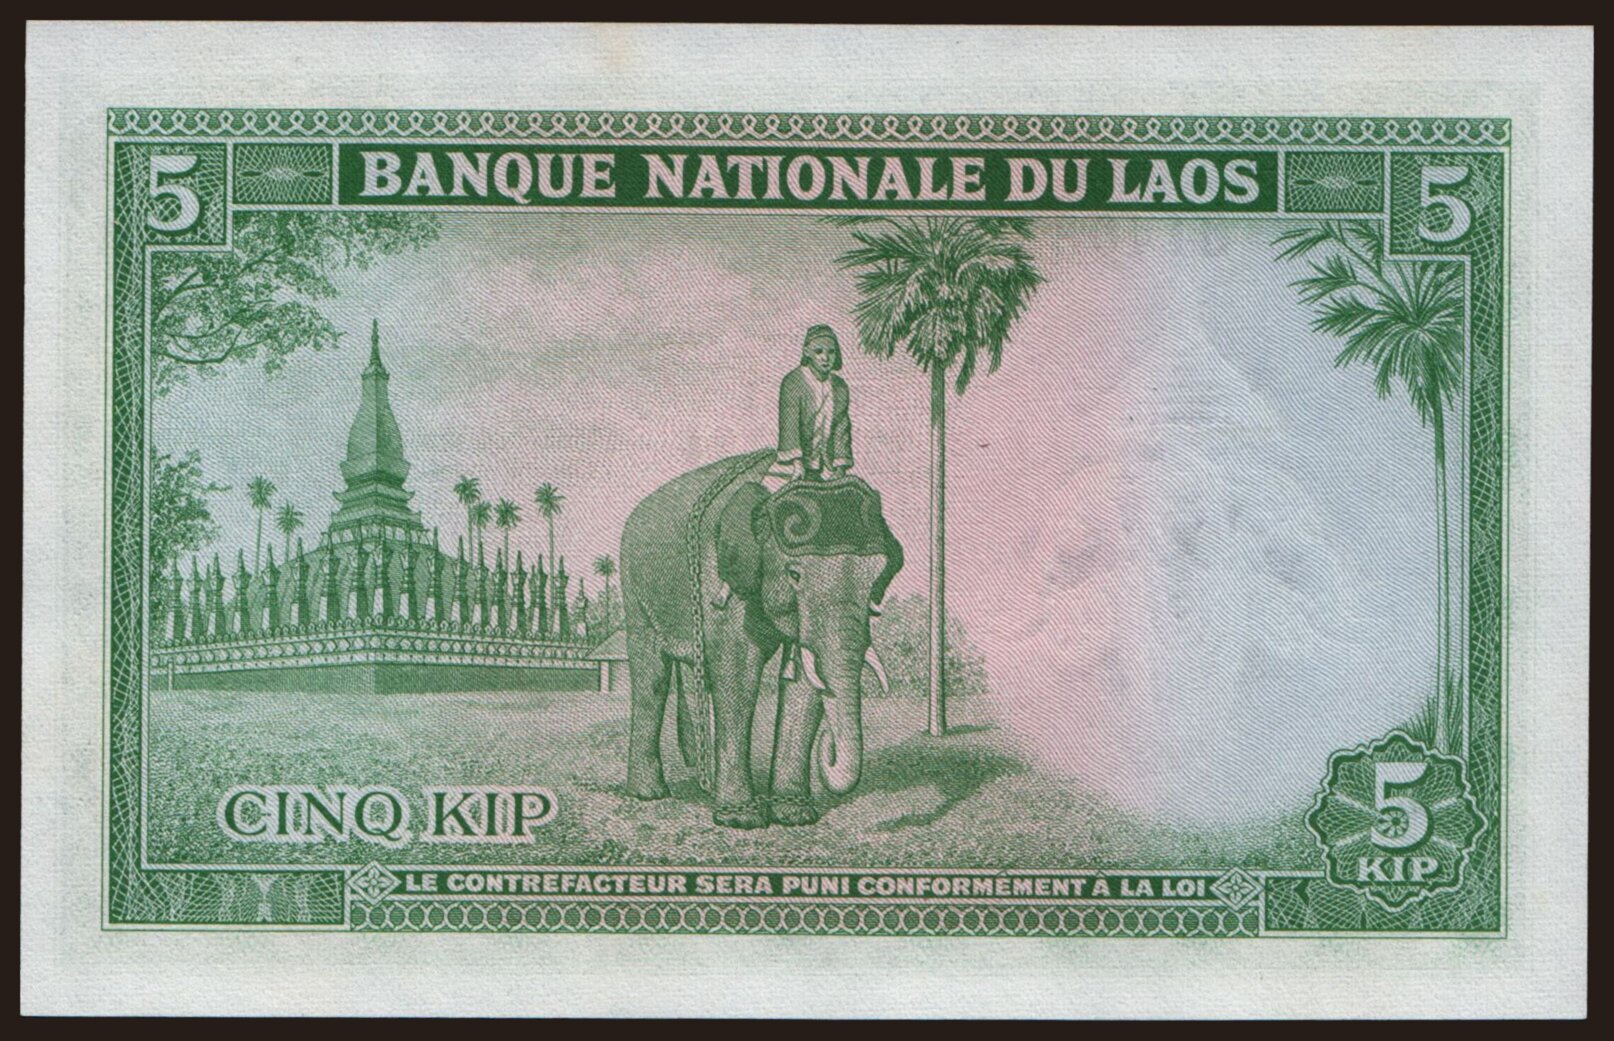 5 BANQUE NATIONALE DU LAOS 5
CINQ KIP
5
KIP
LE CONTREFACTEUR SERA PUNI CONFORMÉMENT A LA LOI